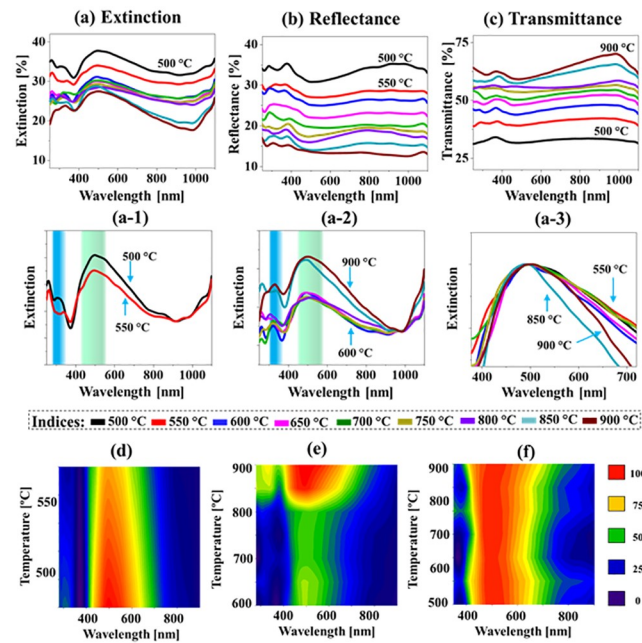 (a) Extinction
(b) Reflectance
(c) Transmittance
Extinction [%]
40
30
20
10
500 °C
400 600 800 1000
Wavelength [nm]
Reflectance [%]
40
30
20
10
500 °C
550 °C
400 600 800 1000
Wavelength [nm]
Transmittance [%]
75
50
25
900 °C
500 °C
400 600 800 1000
Wavelength [nm]
(a-1)
(a-2)
(a-3)
Extinction
500 °C
550 °C
400 600 800 1000
Wavelength [nm]
Extinction
900 °C
600 °C
400 600 800 1000
Wavelength [nm]
Extinction
550 °C
850 °C
900 °C
400 500 600 700
Wavelength [nm]
Indices: 500 °C 550 °C 600 °C 650 °C 700 °C 750 °C 800 °C 850 °C 900 °C
(d)
(e)
(f)
Temperature [°C]
550
500
400 600 800
Wavelength [nm]
Temperature [°C]
900
800
700
600
400 600 800
Wavelength [nm]
Temperature [°C]
900
800
700
600
500
400 600 800
Wavelength [nm]
100
75
50
25
0